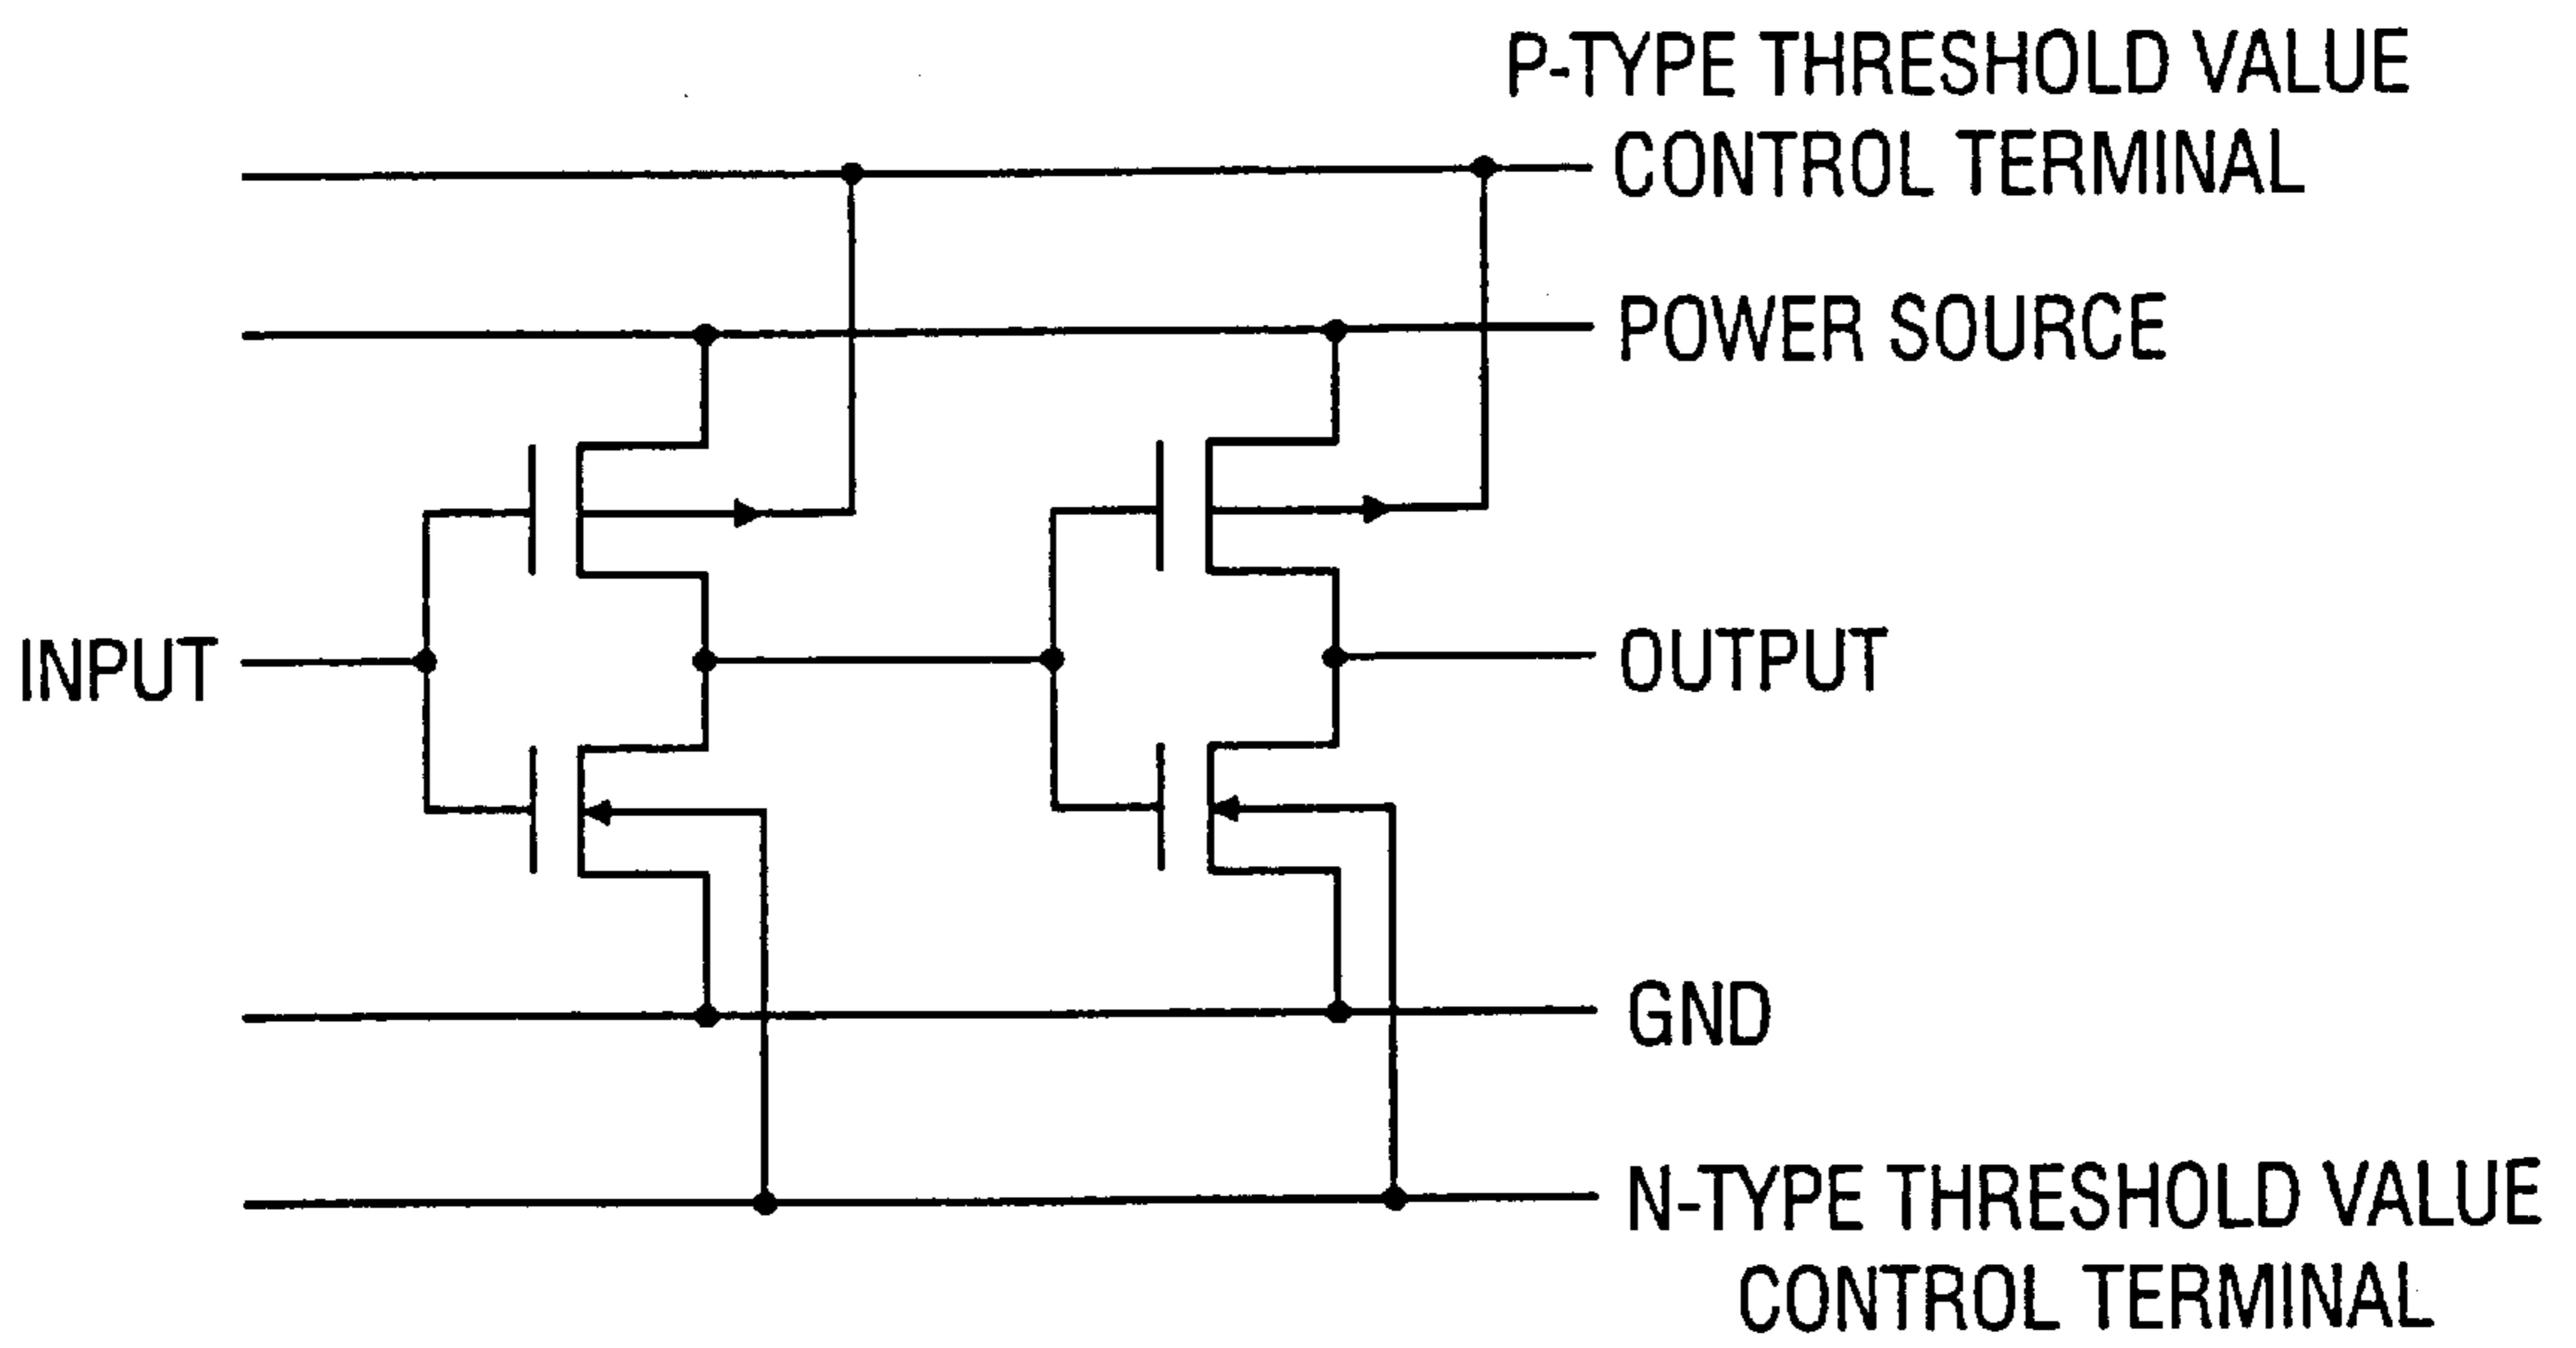 P-TYPE THRESHOLD VALUE
CONTROL TERMINAL
POWER SOURCE
INPUT
OUTPUT
GND
N-TYPE THRESHOLD VALUE
CONTROL TERMINAL